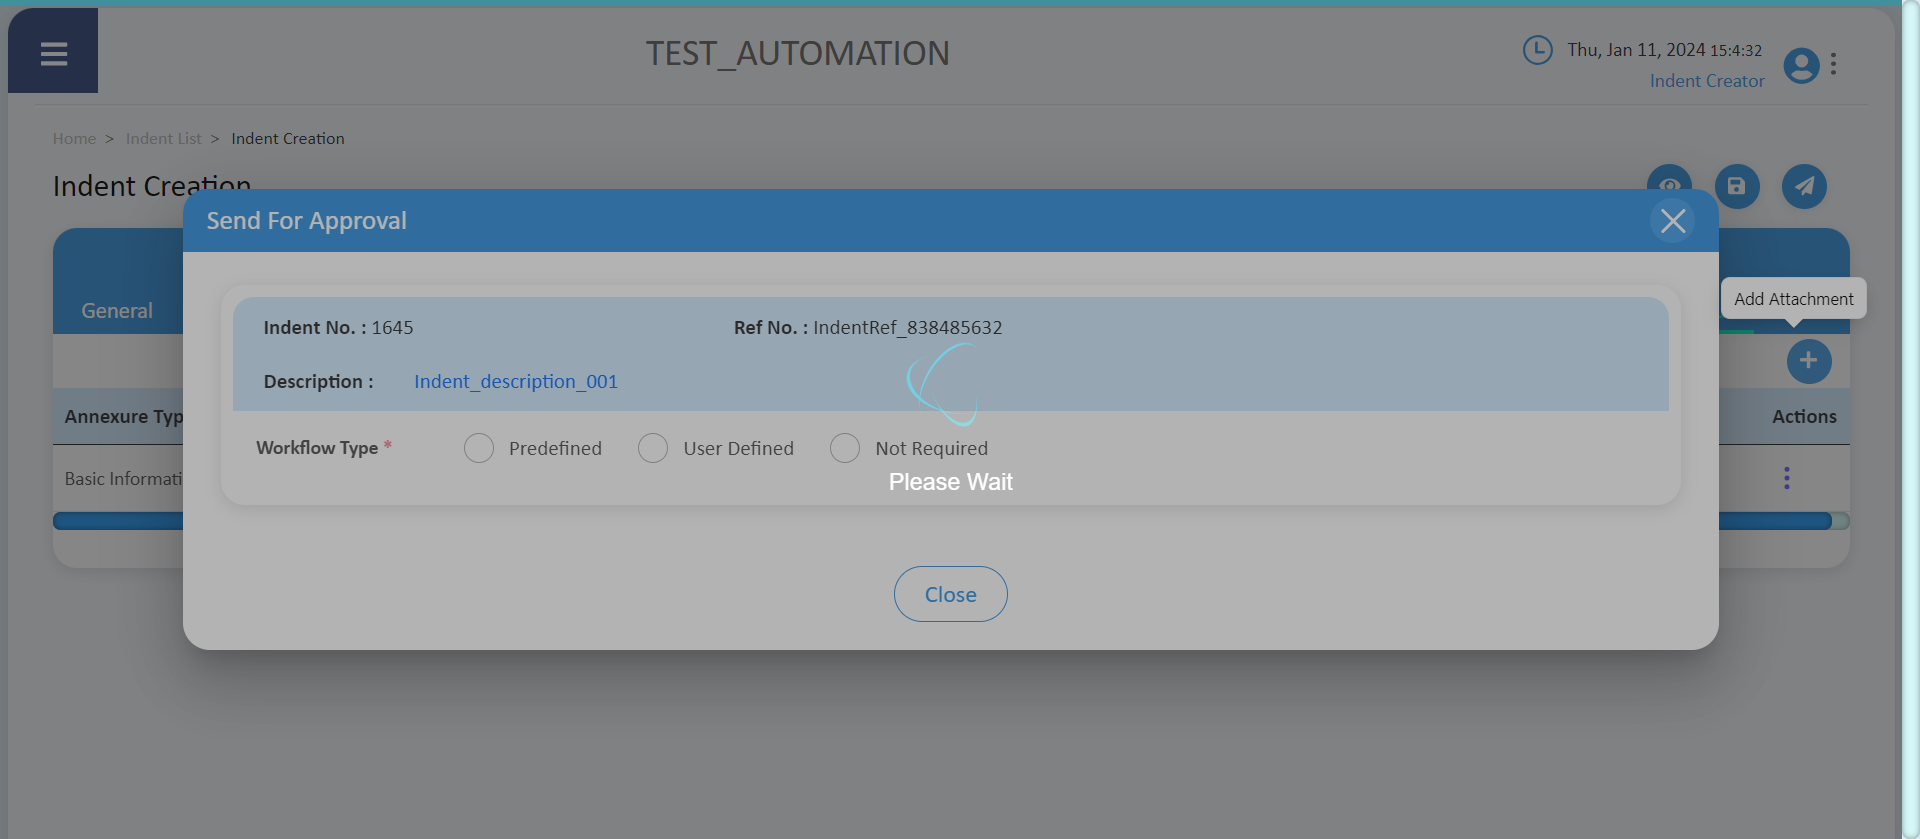 TEST_AUTOMATION
Thu, Jan 11, 2024 15:4:32
Indent Creator
Home > Indent List > Indent Creation
Indent Creation
Send For Approval
General
Add Attachment
Indent No. : 1645 Ref No. : IndentRef_838485632
Description : Indent_description_001
Annexure Typ Actions
Workflow Type * Predefined User Defined Not Required
Basic Informati
Please Wait
Close